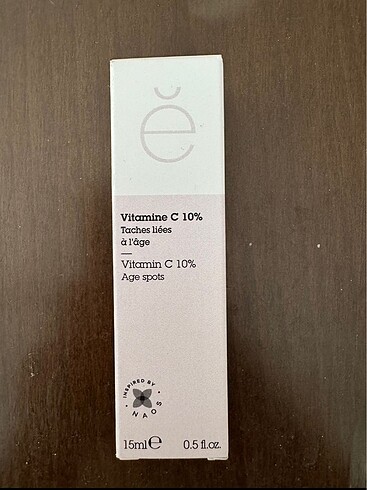 ĕ
Vitamine C 10%
Taches liées
à l'âge
Vitamin C 10%
Age spots
INSPIRED BY
NAOS
15ml℮ 0.5 fl.oz.